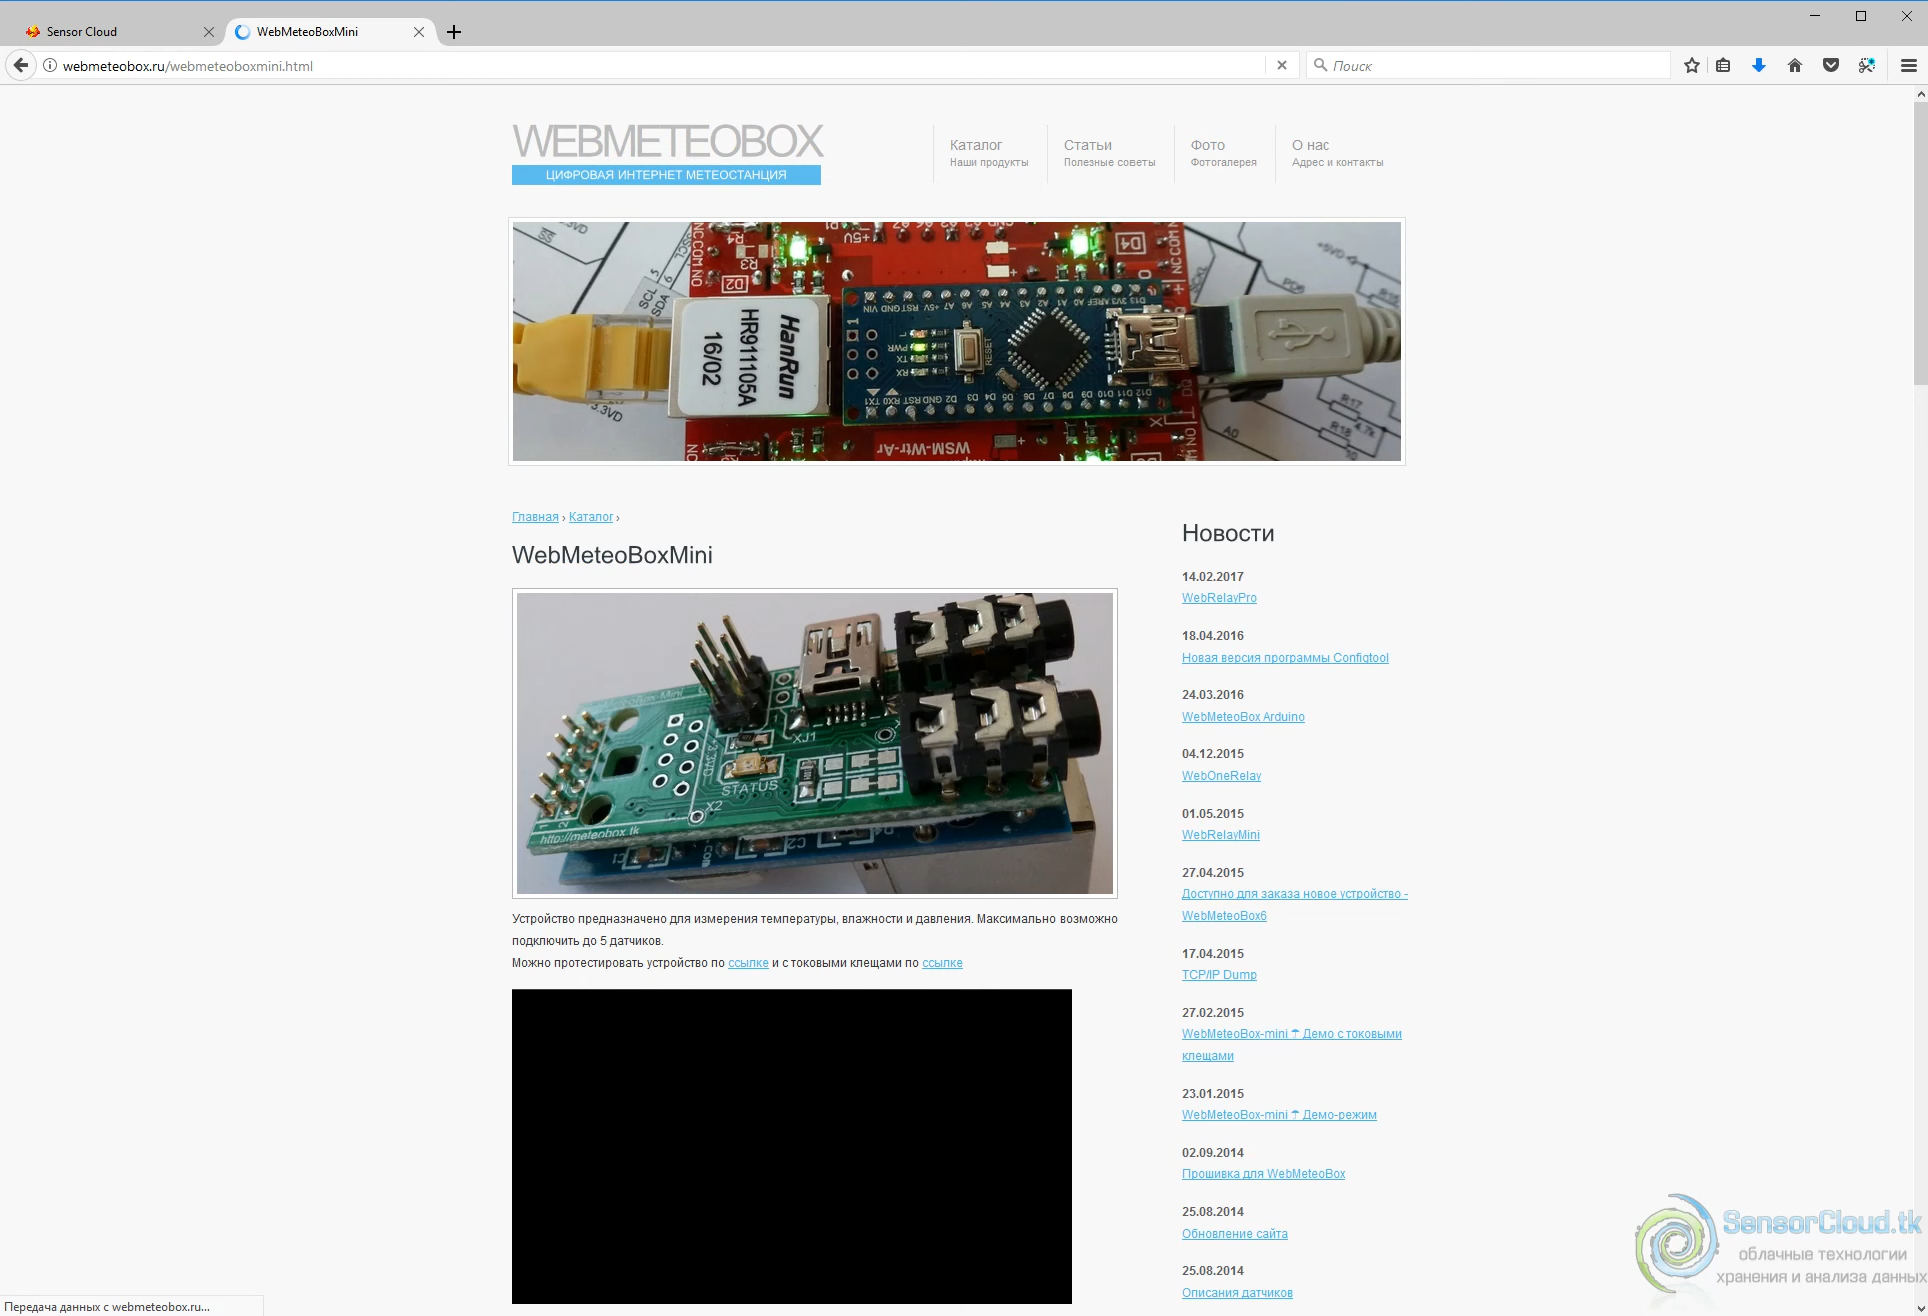 Sensor Cloud
WebMeteoBoxMini
webmeteobox.ru/webmeteoboxmini.html
Поиск
WEBMETEOBOX
ЦИФРОВАЯ ИНТЕРНЕТ МЕТЕОСТАНЦИЯ
Каталог
Наши продукты
Статьи
Полезные советы
Фото
Фотогалерея
О нас
Адрес и контакты
HanRun
HR911105A
16/02
RESET
WSM-Wtr-Ar
Главная › Каталог ›
WebMeteoBoxMini
XJ1
STATUS
X2
http://meteobox.tk
Устройство предназначено для измерения температуры, влажности и давления. Максимально возможно
подключить до 5 датчиков.
Можно протестировать устройство по ссылке и с токовыми клещами по ссылке
Новости
14.02.2017
WebRelayPro
18.04.2016
Новая версия программы Configtool
24.03.2016
WebMeteoBox Arduino
04.12.2015
WebOneRelay
01.05.2015
WebRelayMini
27.04.2015
Доступно для заказа новое устройство -
WebMeteoBox6
17.04.2015
TCP/IP Dump
27.02.2015
WebMeteoBox-mini ☂ Демо с токовыми
клещами
23.01.2015
WebMeteoBox-mini ☂ Демо-режим
02.09.2014
Прошивка для WebMeteoBox
25.08.2014
Обновление сайта
25.08.2014
Описания датчиков
SensorCloud.tk
облачные технологии
хранения и анализа данных
Передача данных с webmeteobox.ru...